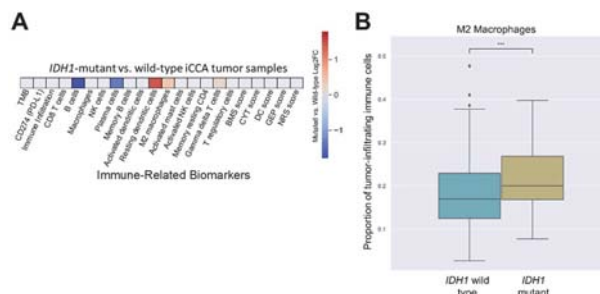 A
IDH1-mutant vs. wild-type iCCA tumor samples
TMB
CD274 (PD-L1)
Immune Infiltration
CD8 T cells
B cells
Macrophages
NK cells
Plasma cells
Memory B cells
Activated dendritic cells
Resting dendritic cells
M2 macrophages
Activated mast cells
Activated NK cells
Memory resting CD4
Gamma delta T cells
T regulatory cells
BMS score
CYT score
DC score
GEP score
NRS score
Immune-Related Biomarkers
1
0
−1
Mutant vs. Wild-type Log2FC
B
M2 Macrophages
0.5
0.4
0.3
0.2
0.1
Proportion of tumor-infiltrating immune cells
IDH1 wild
type
IDH1
mutant